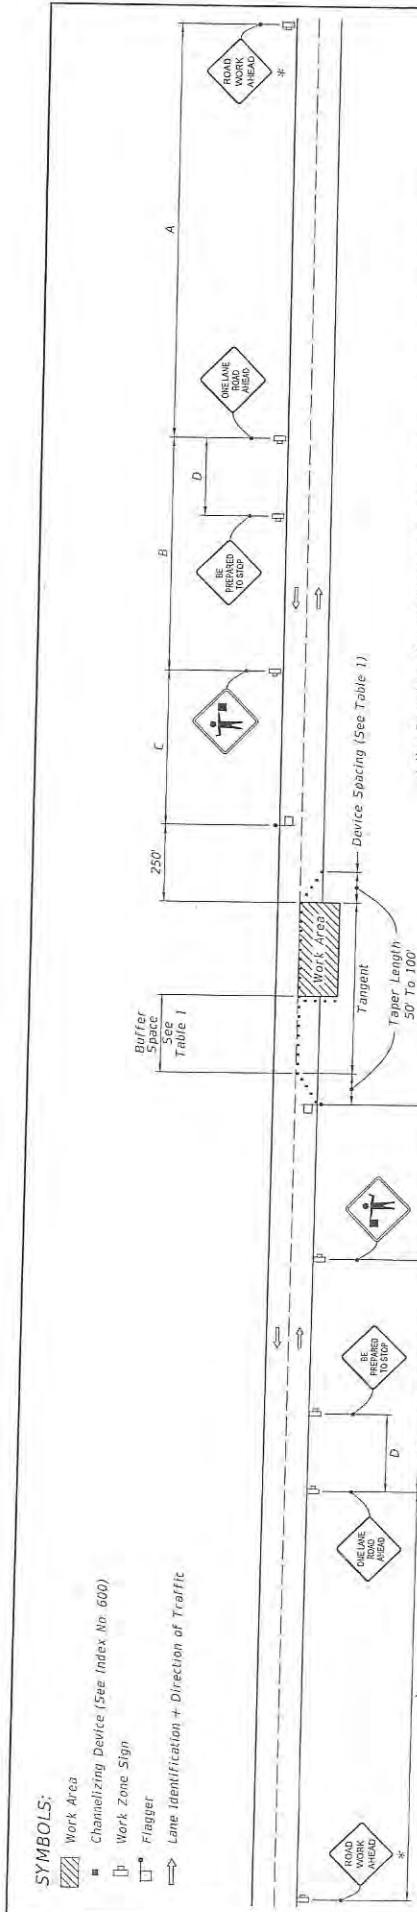 SYMBOLS:
Work Area
Channelizing Device (See Index No. 600)
Work Zone Sign
Flagger
Lane Identification + Direction of Traffic
ROAD
WORK
AHEAD
*
ONE LANE
ROAD
AHEAD
D
BE
PREPARED
TO STOP
Buffer
Space
See
Table 1
250'
C
B
A
Work Area
Tangent
Taper Length
50' To 100'
Device Spacing (See Table 1)
BE
PREPARED
TO STOP
D
ONE LANE
ROAD
AHEAD
ROAD
WORK
AHEAD
*